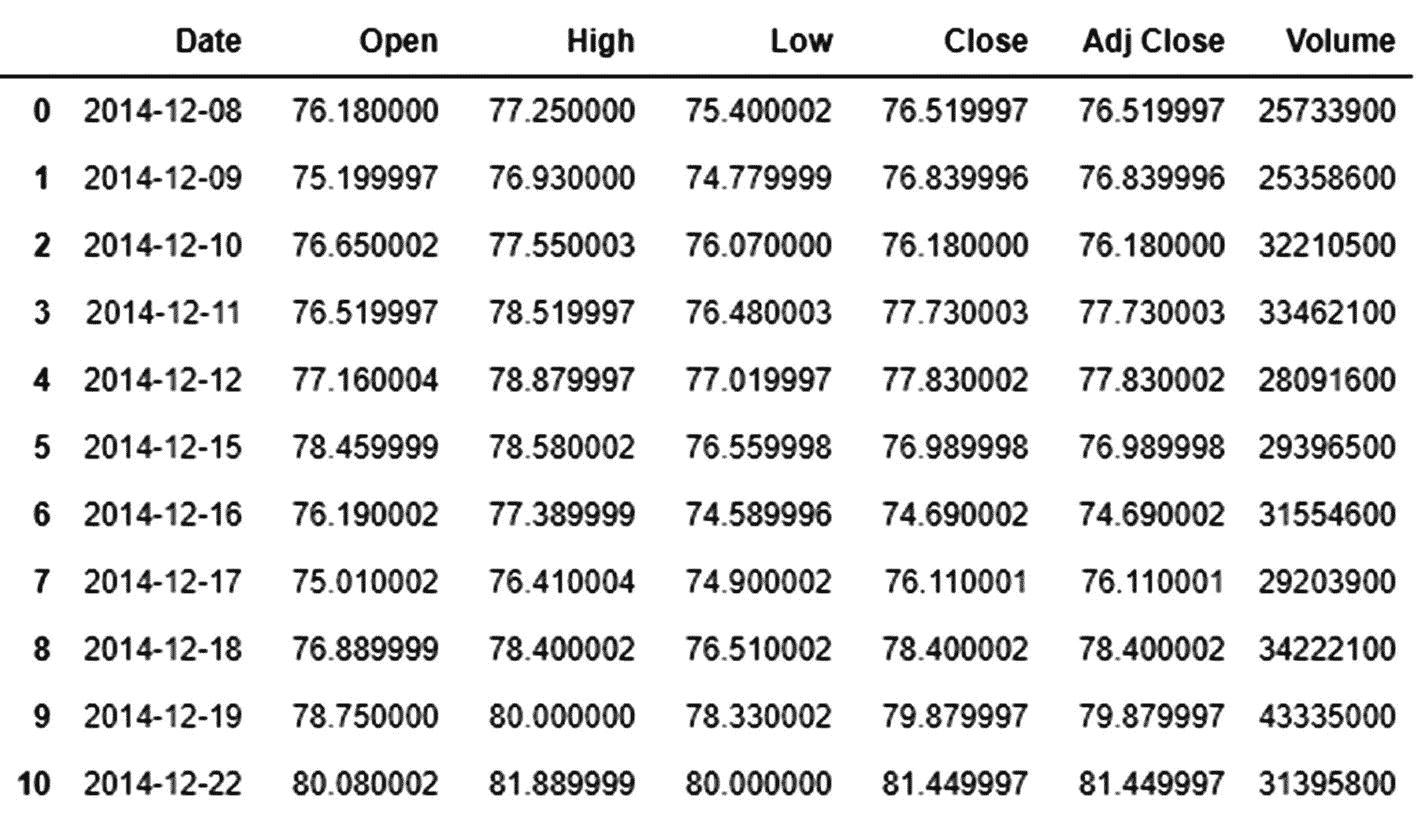 Date Open High Low Close Adj Close Volume
0 2014-12-08 76.180000 77.250000 75.400002 76.519997 76.519997 25733900
1 2014-12-09 75.199997 76.930000 74.779999 76.839996 76.839996 25358600
2 2014-12-10 76.650002 77.550003 76.070000 76.180000 76.180000 32210500
3 2014-12-11 76.519997 78.519997 76.480003 77.730003 77.730003 33462100
4 2014-12-12 77.160004 78.879997 77.019997 77.830002 77.830002 28091600
5 2014-12-15 78.459999 78.580002 76.559998 76.989998 76.989998 29396500
6 2014-12-16 76.190002 77.389999 74.589996 74.690002 74.690002 31554600
7 2014-12-17 75.010002 76.410004 74.900002 76.110001 76.110001 29203900
8 2014-12-18 76.889999 78.400002 76.510002 78.400002 78.400002 34222100
9 2014-12-19 78.750000 80.000000 78.330002 79.879997 79.879997 43335000
10 2014-12-22 80.080002 81.889999 80.000000 81.449997 81.449997 31395800